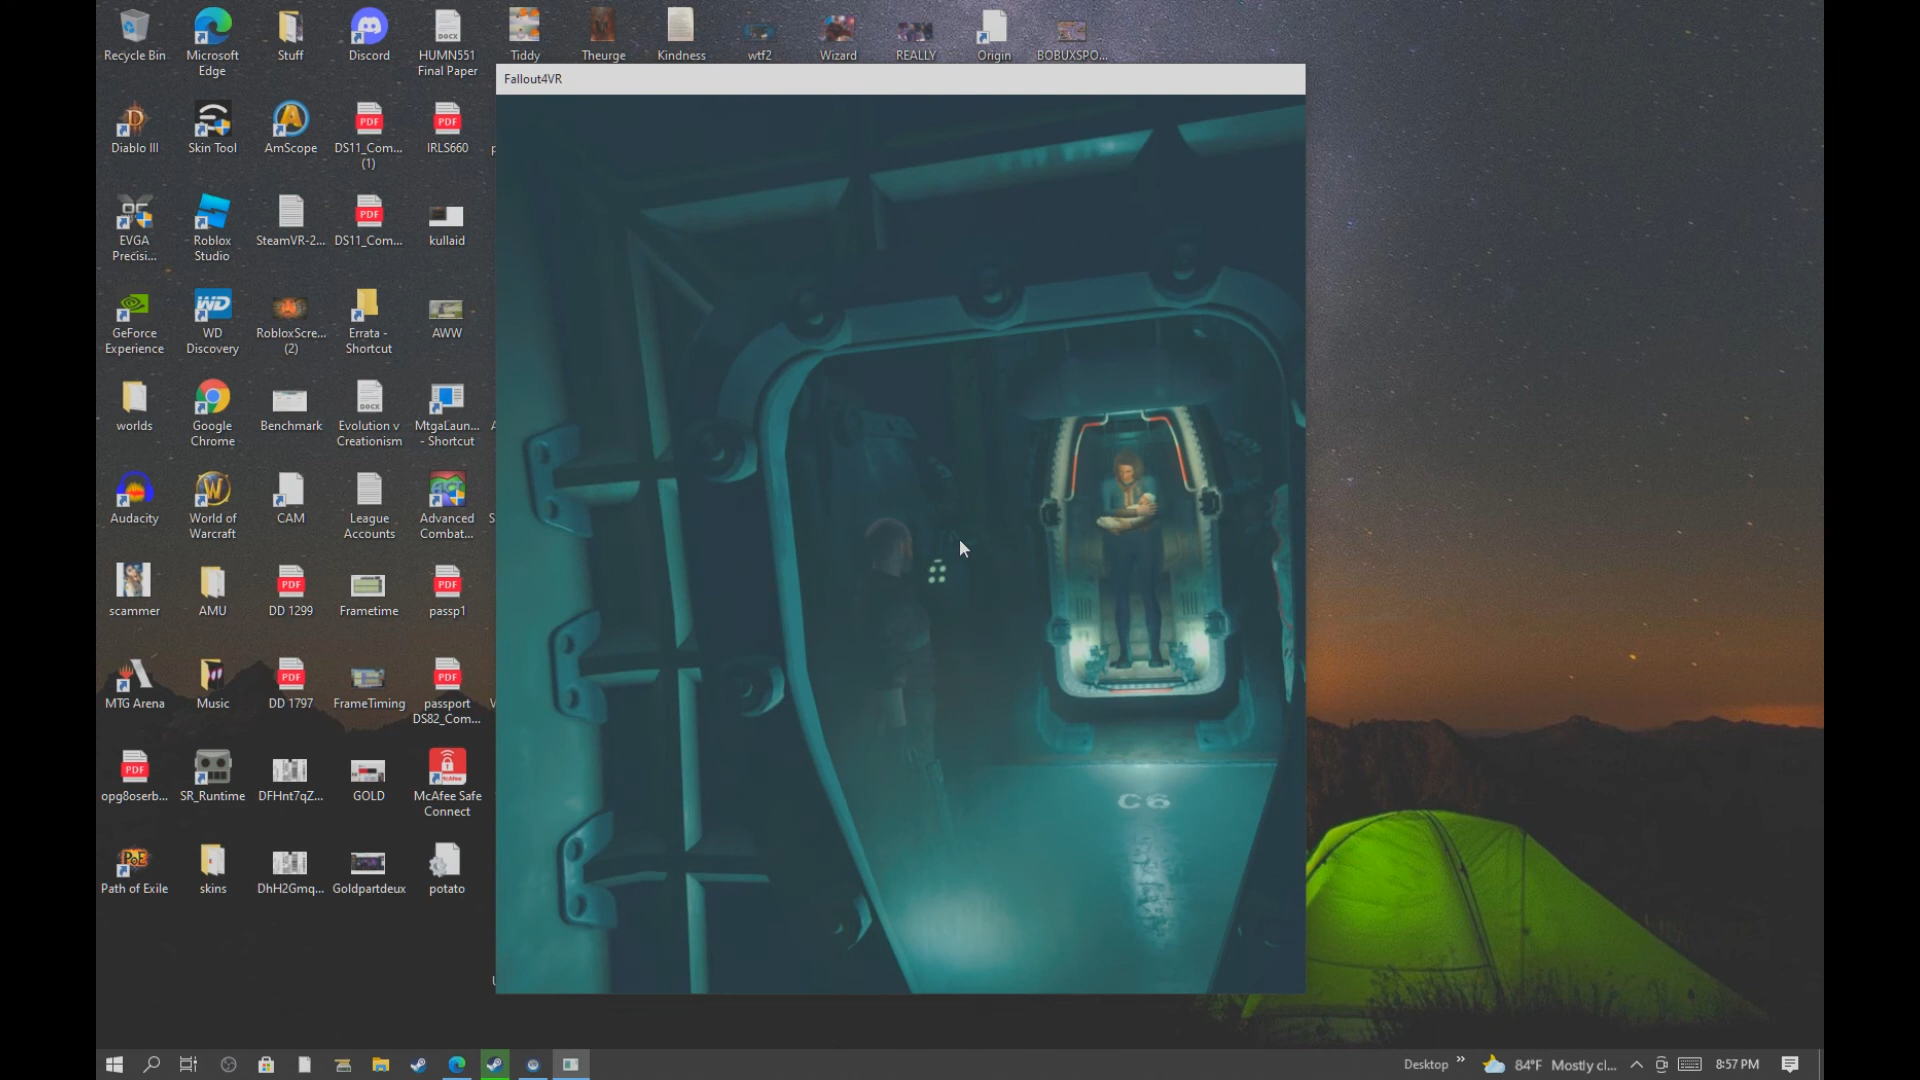 Recycle Bin
Microsoft
Edge
Stuff
Discord
HUMN551
Final Paper
Tiddy
Theurge
Kindness
wtf2
Wizard
REALLY
Origin
BOBUXSPO...
Fallout4VR
Diablo III
Skin Tool
AmScope
DS11_Com...
(1)
IRLS660
EVGA
Precisi...
Roblox
Studio
SteamVR-2...
DS11_Com...
kullaid
GeForce
Experience
WD
Discovery
RobloxScre...
(2)
Errata -
Shortcut
AWW
worlds
Google
Chrome
Benchmark
Evolution v
Creationism
MtgaLaun...
- Shortcut
Audacity
World of
Warcraft
CAM
League
Accounts
Advanced
Combat...
scammer
AMU
DD 1299
Frametime
passp1
MTG Arena
Music
DD 1797
FrameTiming
passport
DS82_Com...
opg8oserb...
SR_Runtime
DFHnt7qZ...
GOLD
McAfee Safe
Connect
C6
Path of Exile
skins
DhH2Gmq...
Goldpartdeux
potato
Desktop
84°F Mostly cl...
8:57 PM